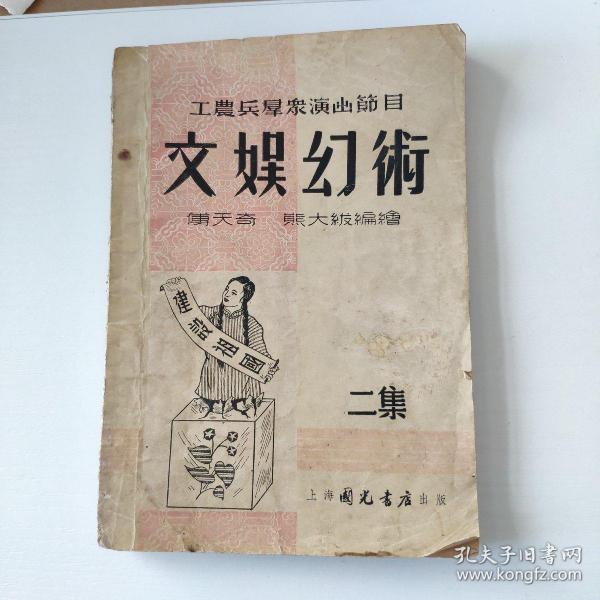 工農兵羣衆演出節目
文娱幻術
傅天奇 熊大紱編繪
建設祖國
二集
上海國光書店出版
孔夫子旧书网
www.kongfz.com